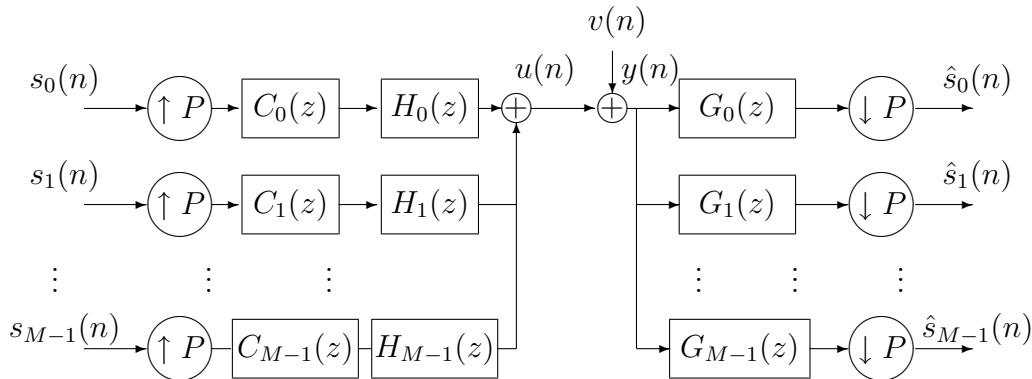 v(n)
s_0(n) ↑ P C_0(z) H_0(z) + u(n) + y(n) G_0(z) ↓ P ŝ_0(n)
s_1(n) ↑ P C_1(z) H_1(z) G_1(z) ↓ P ŝ_1(n)
⋮ ⋮ ⋮ ⋮ ⋮ ⋮
s_{M−1}(n) ↑ P C_{M−1}(z) H_{M−1}(z) G_{M−1}(z) ↓ P ŝ_{M−1}(n)